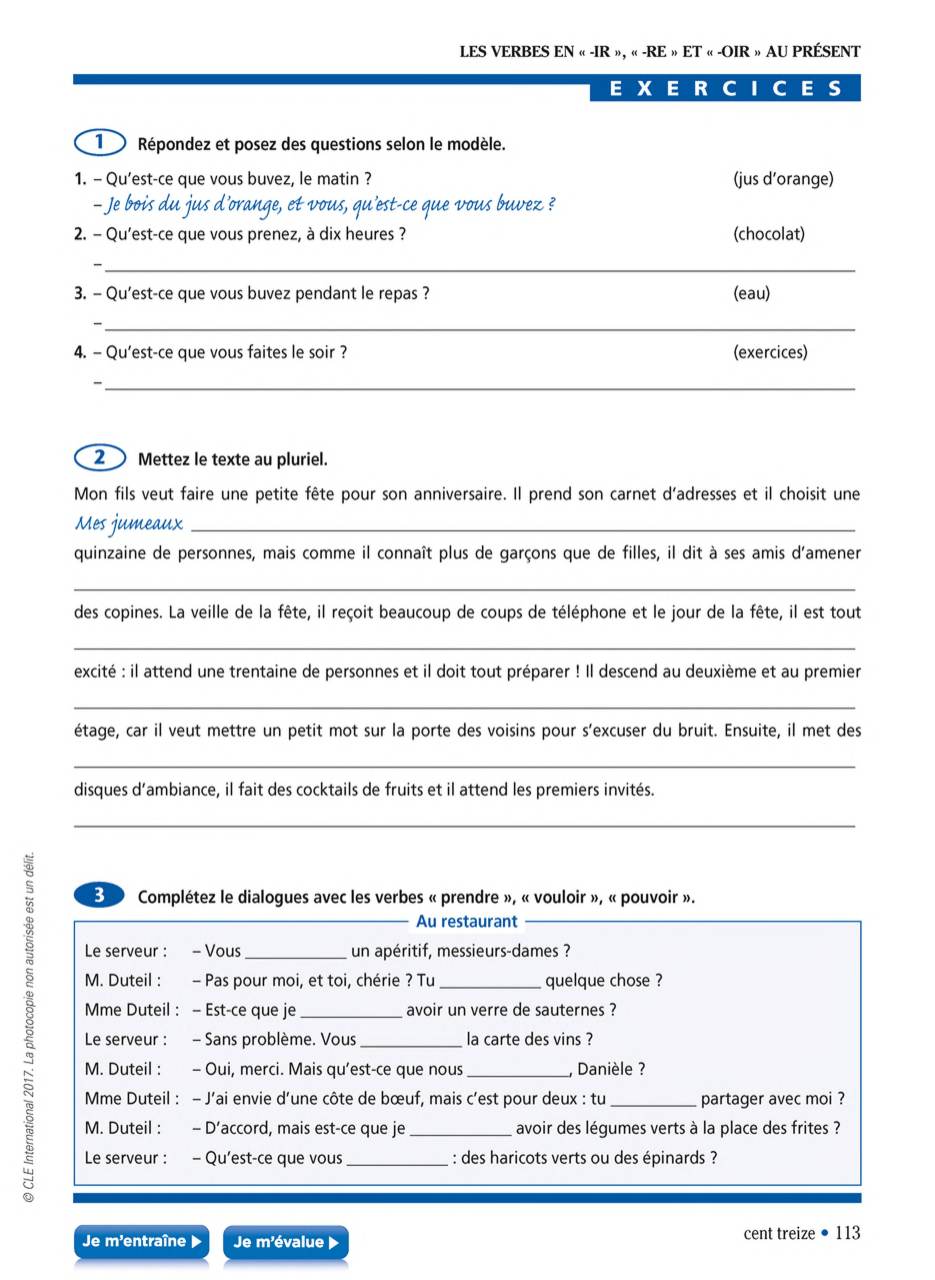 LES VERBES EN « -IR », « -RE » ET « -OIR » AU PRÉSENT
EXERCICES
1 Répondez et posez des questions selon le modèle.
1. – Qu'est-ce que vous buvez, le matin ? (jus d'orange)
– Je bois du jus d'orange, et vous, qu'est-ce que vous buvez ?
2. – Qu'est-ce que vous prenez, à dix heures ? (chocolat)
–
3. – Qu'est-ce que vous buvez pendant le repas ? (eau)
–
4. – Qu'est-ce que vous faites le soir ? (exercices)
–
2 Mettez le texte au pluriel.
Mon fils veut faire une petite fête pour son anniversaire. Il prend son carnet d'adresses et il choisit une
Mes jumeaux
quinzaine de personnes, mais comme il connaît plus de garçons que de filles, il dit à ses amis d'amener
des copines. La veille de la fête, il reçoit beaucoup de coups de téléphone et le jour de la fête, il est tout
excité : il attend une trentaine de personnes et il doit tout préparer ! Il descend au deuxième et au premier
étage, car il veut mettre un petit mot sur la porte des voisins pour s'excuser du bruit. Ensuite, il met des
disques d'ambiance, il fait des cocktails de fruits et il attend les premiers invités.
3 Complétez le dialogues avec les verbes « prendre », « vouloir », « pouvoir ».
Au restaurant
Le serveur : – Vous ____________ un apéritif, messieurs-dames ?
M. Duteil : – Pas pour moi, et toi, chérie ? Tu ____________ quelque chose ?
Mme Duteil : – Est-ce que je ____________ avoir un verre de sauternes ?
Le serveur : – Sans problème. Vous ____________ la carte des vins ?
M. Duteil : – Oui, merci. Mais qu'est-ce que nous ____________, Danièle ?
Mme Duteil : – J'ai envie d'une côte de bœuf, mais c'est pour deux : tu __________ partager avec moi ?
M. Duteil : – D'accord, mais est-ce que je ____________ avoir des légumes verts à la place des frites ?
Le serveur : – Qu'est-ce que vous ____________ : des haricots verts ou des épinards ?
© CLE International 2017. La photocopie non autorisée est un délit.
Je m'entraîne
Je m'évalue
cent treize • 113